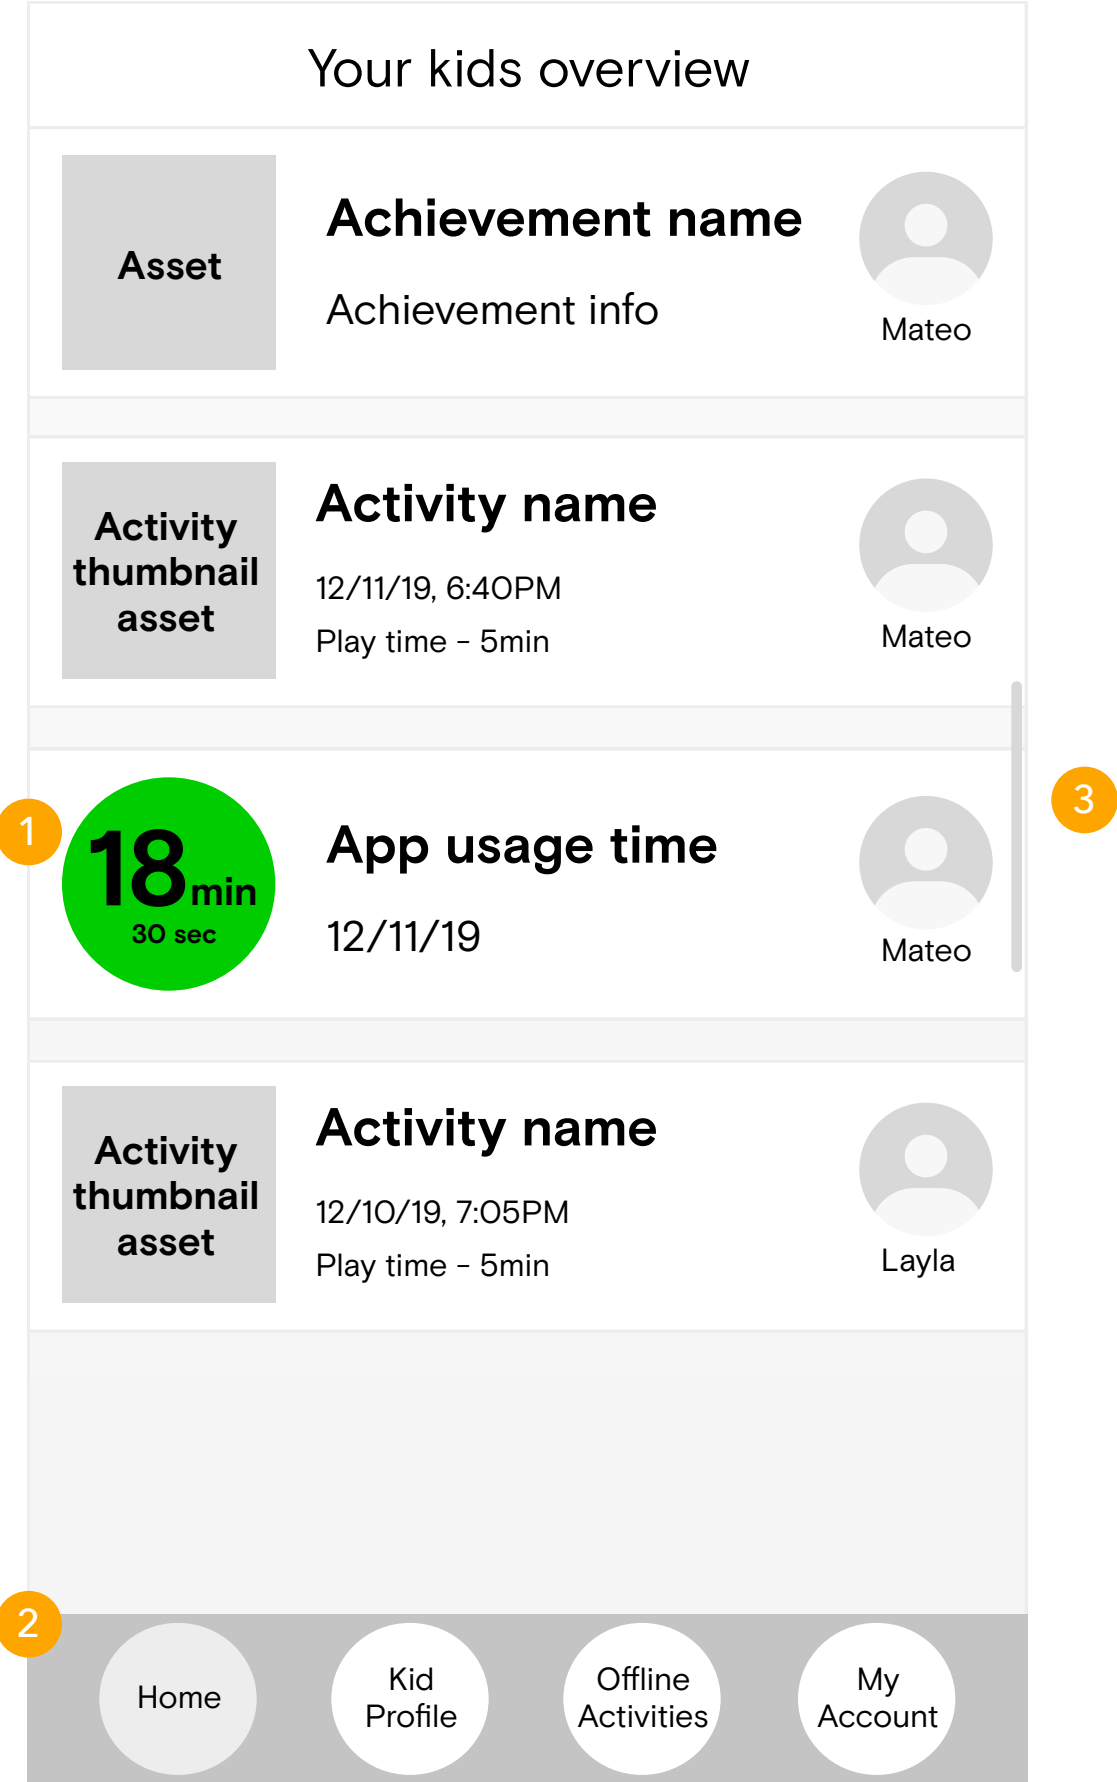 Your kids overview
Asset
Achievement name
Achievement info
Mateo
Activity
thumbnail
asset
Activity name
12/11/19, 6:40PM
Play time - 5min
Mateo
1
18min
30 sec
App usage time
12/11/19
Mateo
3
Activity
thumbnail
asset
Activity name
12/10/19, 7:05PM
Play time - 5min
Layla
2
Home
Kid
Profile
Offline
Activities
My
Account